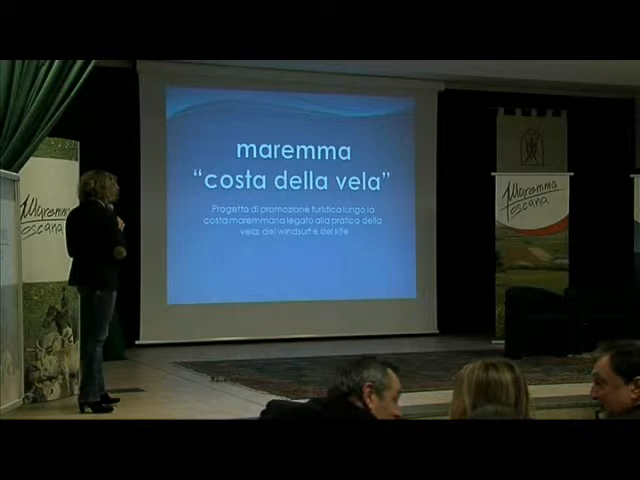 maremma
"costa della vela"
Progetto di promozione turistica lungo la
costa maremmana legato alla pratica della
vela, del windsurf e del kite
Maremma
Toscana
Maremma
Toscana